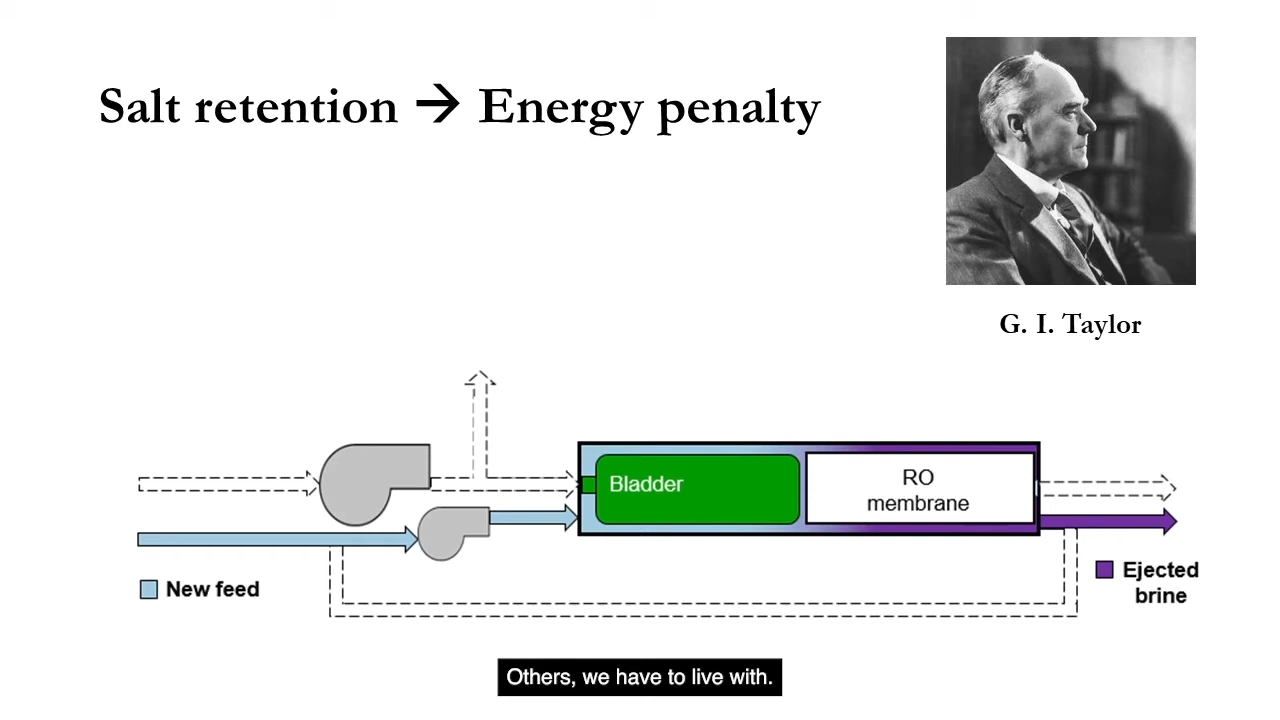 Salt retention → Energy penalty
G. I. Taylor
Bladder
RO
membrane
New feed
Ejected
brine
Others, we have to live with.